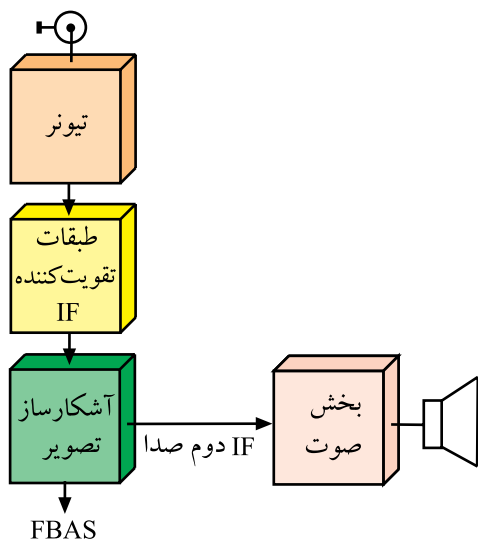 تیونر
طبقات
تقویت‌کننده
IF
آشکارساز
تصویر
IF دوم صدا
بخش
صوت
FBAS